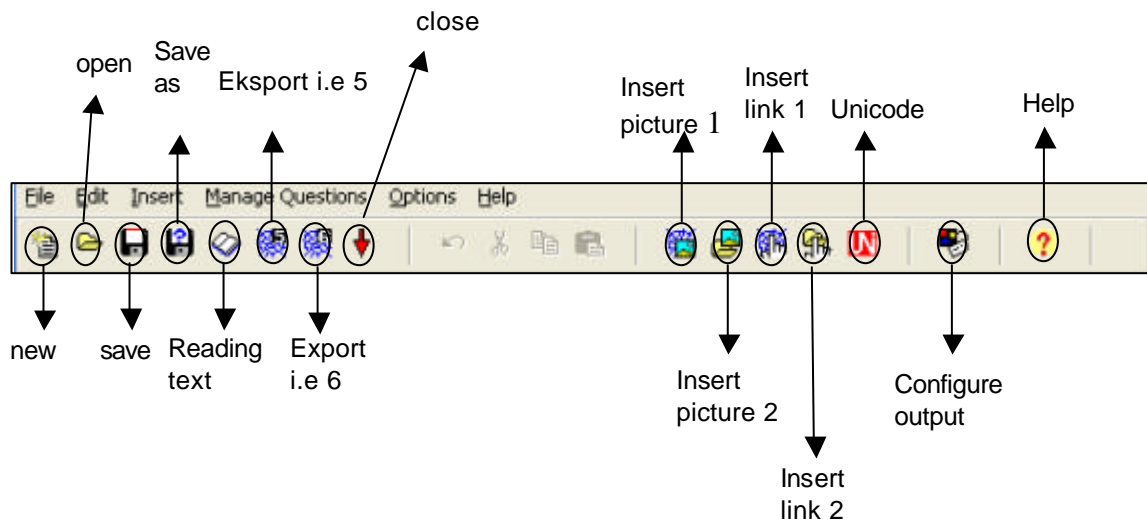 close
open
Save
as
Eksport i.e 5
Insert
picture 1
Insert
link 1
Unicode
Help
File Edit Insert Manage Questions Options Help
new
save
Reading
text
Export
i.e 6
Insert
picture 2
Configure
output
Insert
link 2